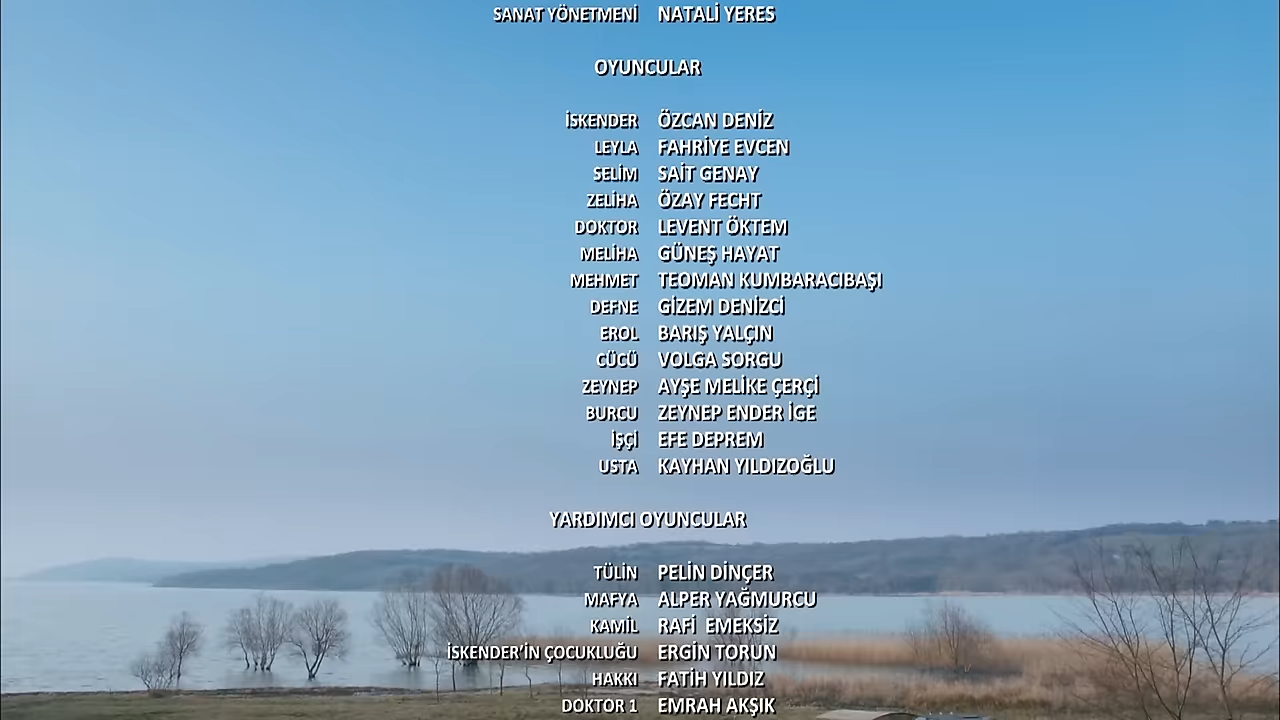 SANAT YÖNETMENİ NATALİ YERES
OYUNCULAR
İSKENDER ÖZCAN DENİZ
LEYLA FAHRİYE EVCEN
SELİM SAİT GENAY
ZELİHA ÖZAY FECHT
DOKTOR LEVENT ÖKTEM
MELİHA GÜNEŞ HAYAT
MEHMET TEOMAN KUMBARACIBAŞI
DEFNE GİZEM DENİZCİ
EROL BARIŞ YALÇIN
CÜCÜ VOLGA SORGU
ZEYNEP AYŞE MELİKE ÇERÇİ
BURCU ZEYNEP ENDER İGE
İŞÇİ EFE DEPREM
USTA KAYHAN YILDIZOĞLU
YARDIMCI OYUNCULAR
TÜLİN PELİN DİNÇER
MAFYA ALPER YAĞMURCU
KAMİL RAFİ EMEKSİZ
İSKENDER'İN ÇOCUKLUĞU ERGİN TORUN
HAKKI FATİH YILDIZ
DOKTOR 1 EMRAH AKŞIK